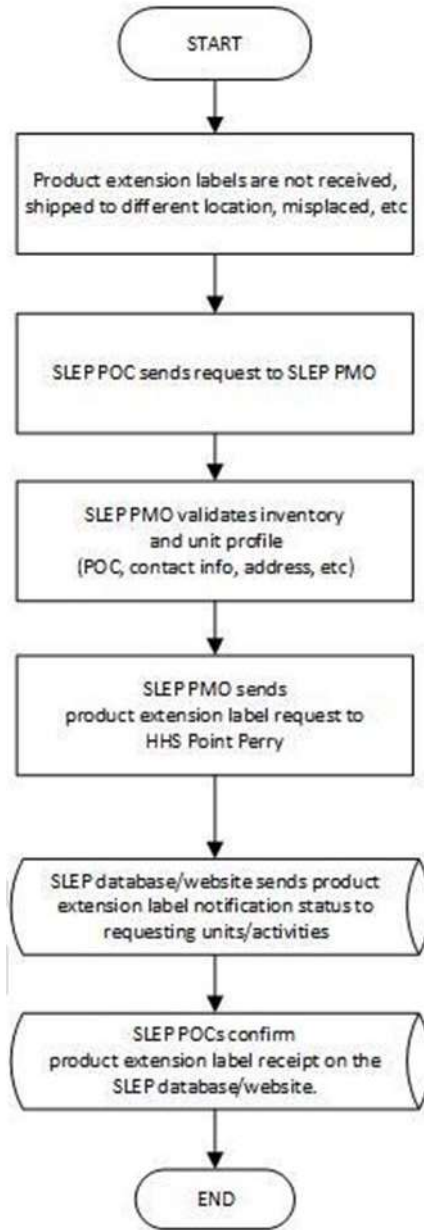 START
Product extension labels are not received,
shipped to different location, misplaced, etc
SLEP POC sends request to SLEP PMO
SLEP PMO validates inventory
and unit profile
(POC, contact info, address, etc)
SLEP PMO sends
product extension label request to
HHS Point Perry
SLEP database/website sends product
extension label notification status to
requesting units/activities
SLEP POCs confirm
product extension label receipt on the
SLEP database/website.
END